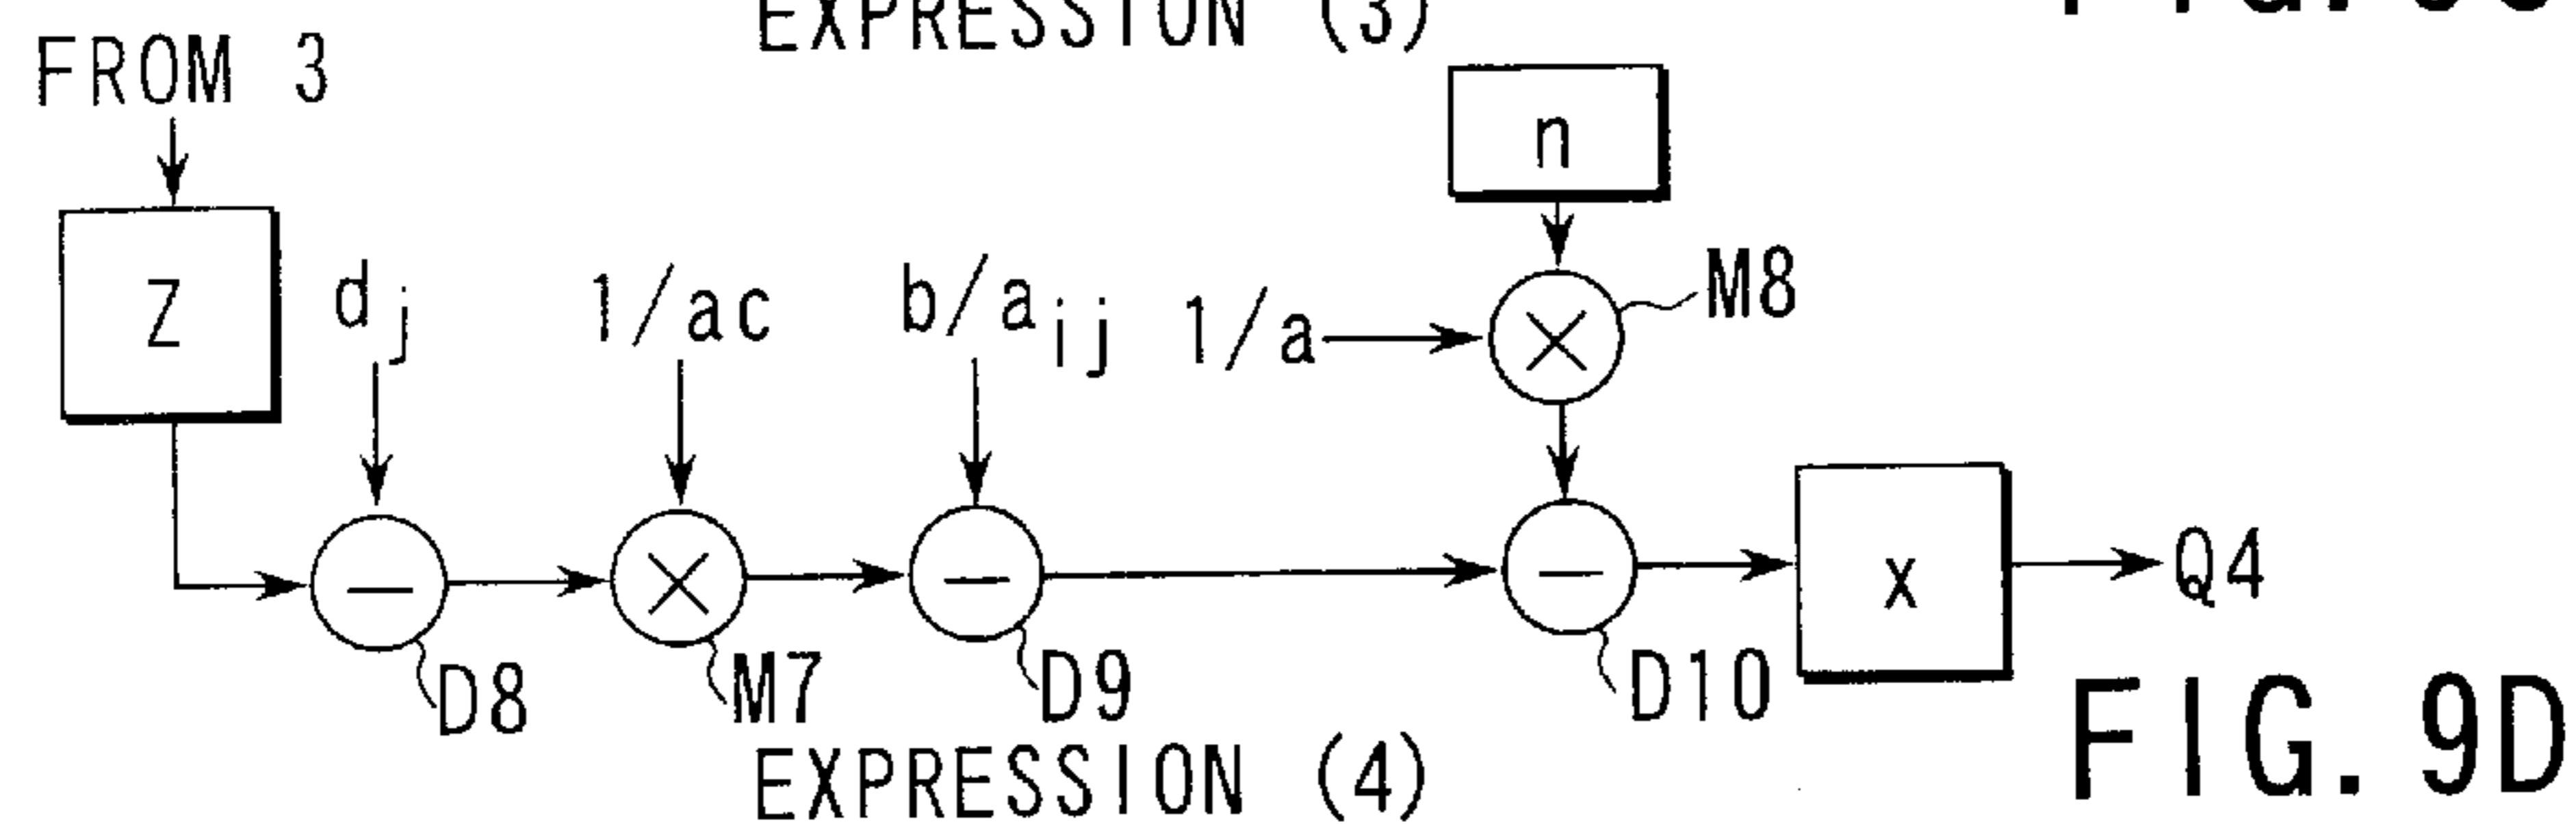 EXPRESSION (3)
FROM 3
n
Z
d j
1/ac
b/a ij
1/a
M8
x
Q4
D8
M7
D9
D10
EXPRESSION (4)
FIG. 9D